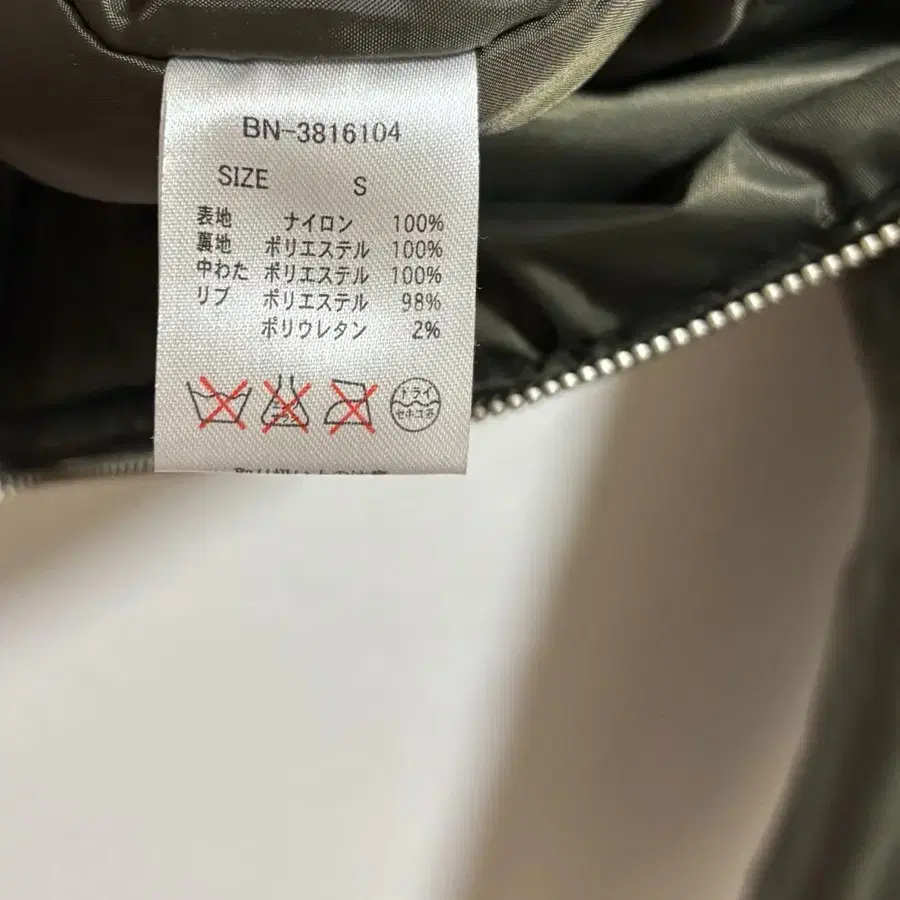 BN-3816104
SIZE S
表地 ナイロン 100%
裏地 ポリエステル 100%
中わた ポリエステル 100%
リブ ポリエステル 98%
ポリウレタン 2%
ドライ
セキユ系